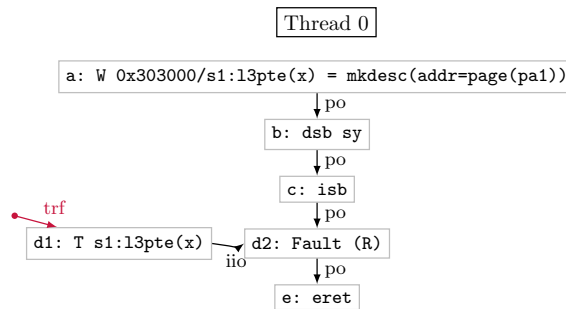 Thread 0
a: W 0x303000/s1:l3pte(x) = mkdesc(addr=page(pa1))
po
b: dsb sy
po
c: isb
po
trf
d1: T s1:l3pte(x)
iio
d2: Fault (R)
po
e: eret